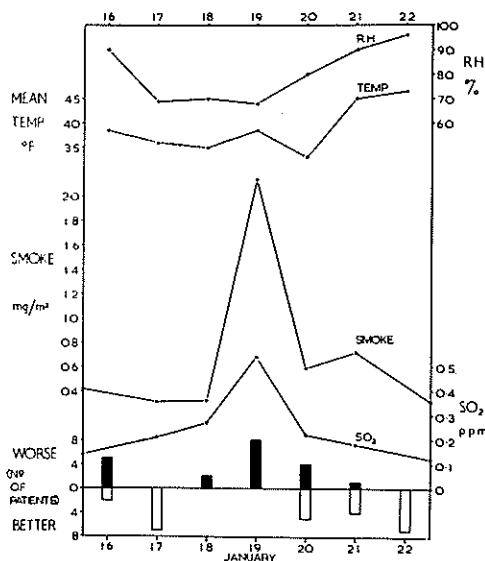 16 17 18 19 20 21 22
100
RH
90
80
70
60
RH
%
MEAN
TEMP
°F
45
40
35
TEMP
2.0
1.8
1.6
1.4
1.2
1.0
0.8
0.6
0.4
SMOKE
mg/m³
SMOKE
0.5
0.4
0.3
0.2
0.1
0
SO₂
ppm
SO₂
WORSE
(Nº
OF
PATIENTS)
BETTER
8
4
0
4
8
16 17 18 19 20 21 22
JANUARY